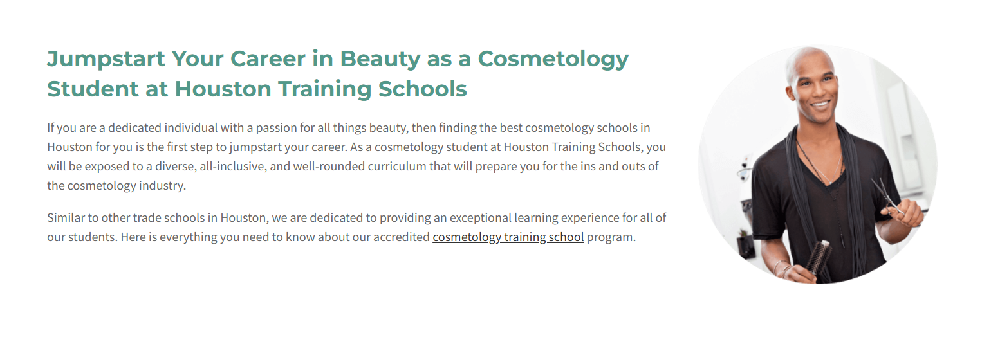 Jumpstart Your Career in Beauty as a Cosmetology
Student at Houston Training Schools
If you are a dedicated individual with a passion for all things beauty, then finding the best cosmetology schools in
Houston for you is the first step to jumpstart your career. As a cosmetology student at Houston Training Schools, you
will be exposed to a diverse, all-inclusive, and well-rounded curriculum that will prepare you for the ins and outs of
the cosmetology industry.
Similar to other trade schools in Houston, we are dedicated to providing an exceptional learning experience for all of
our students. Here is everything you need to know about our accredited cosmetology training school program.